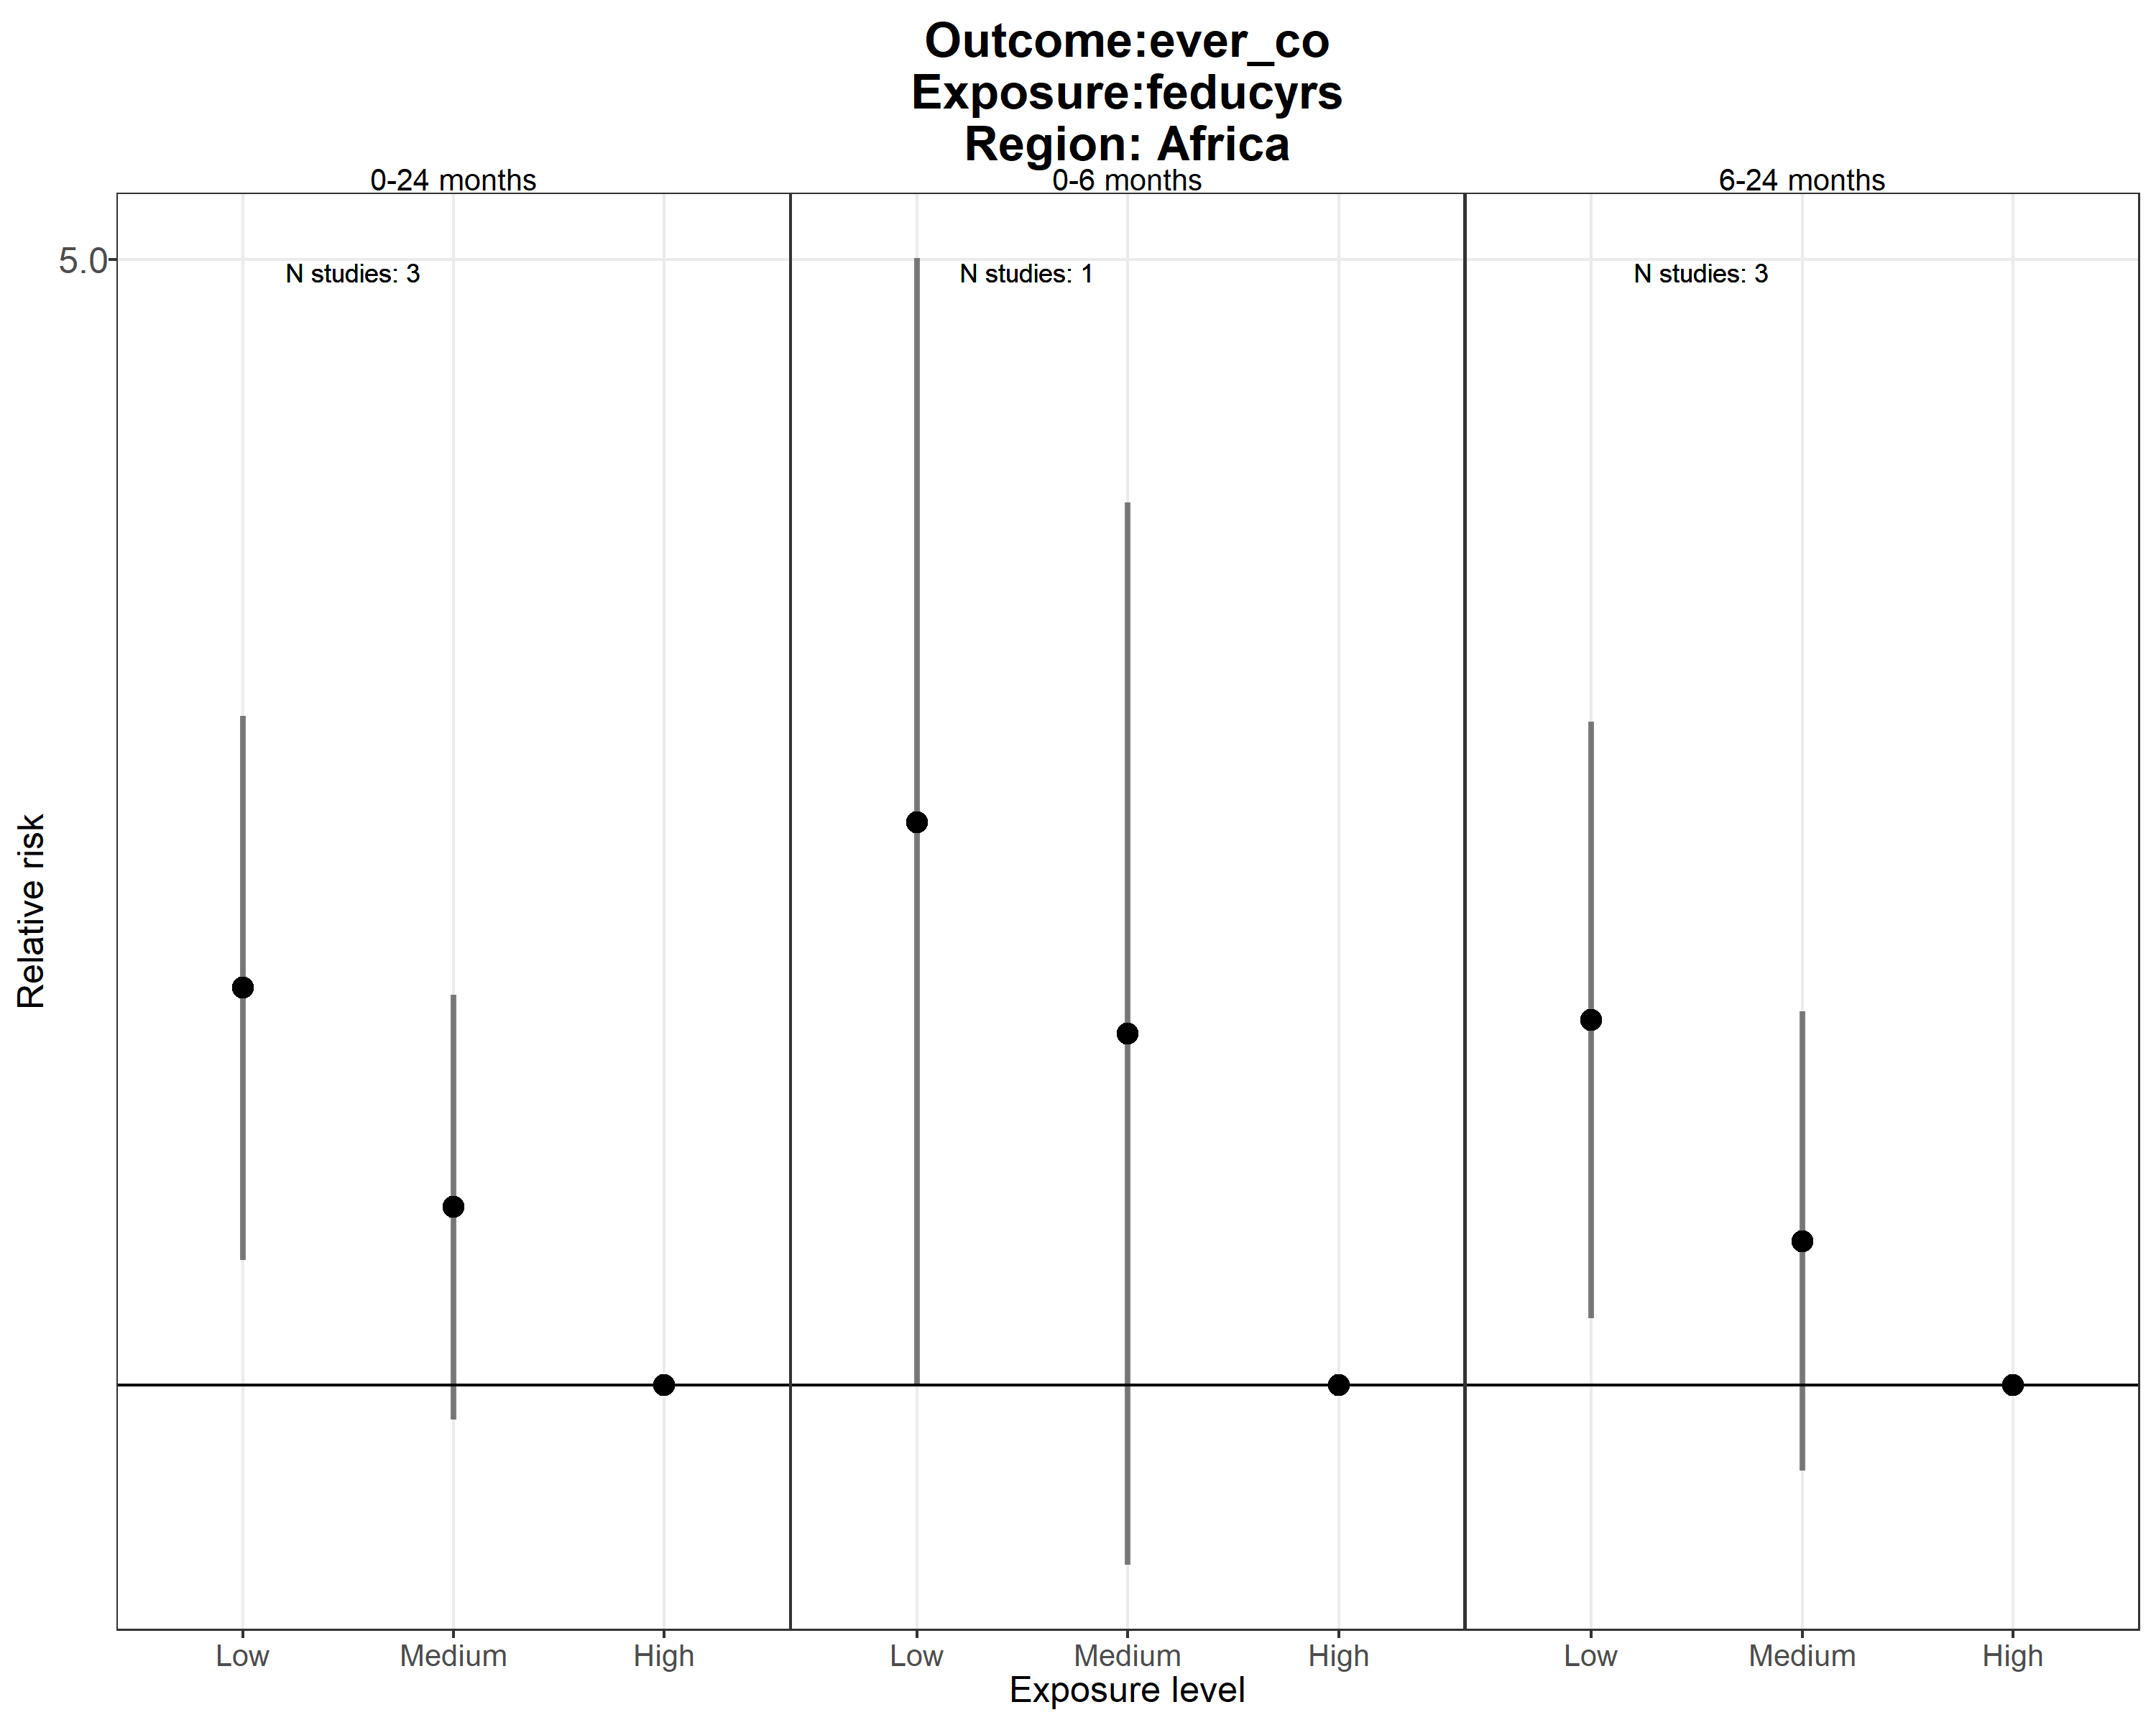 Outcome:ever_co
Exposure:feducyrs
Region: Africa
0-24 months
0-6 months
6-24 months
5.0
N studies: 3
N studies: 1
N studies: 3
Relative risk
Low
Medium
High
Low
Medium
High
Low
Medium
High
Exposure level